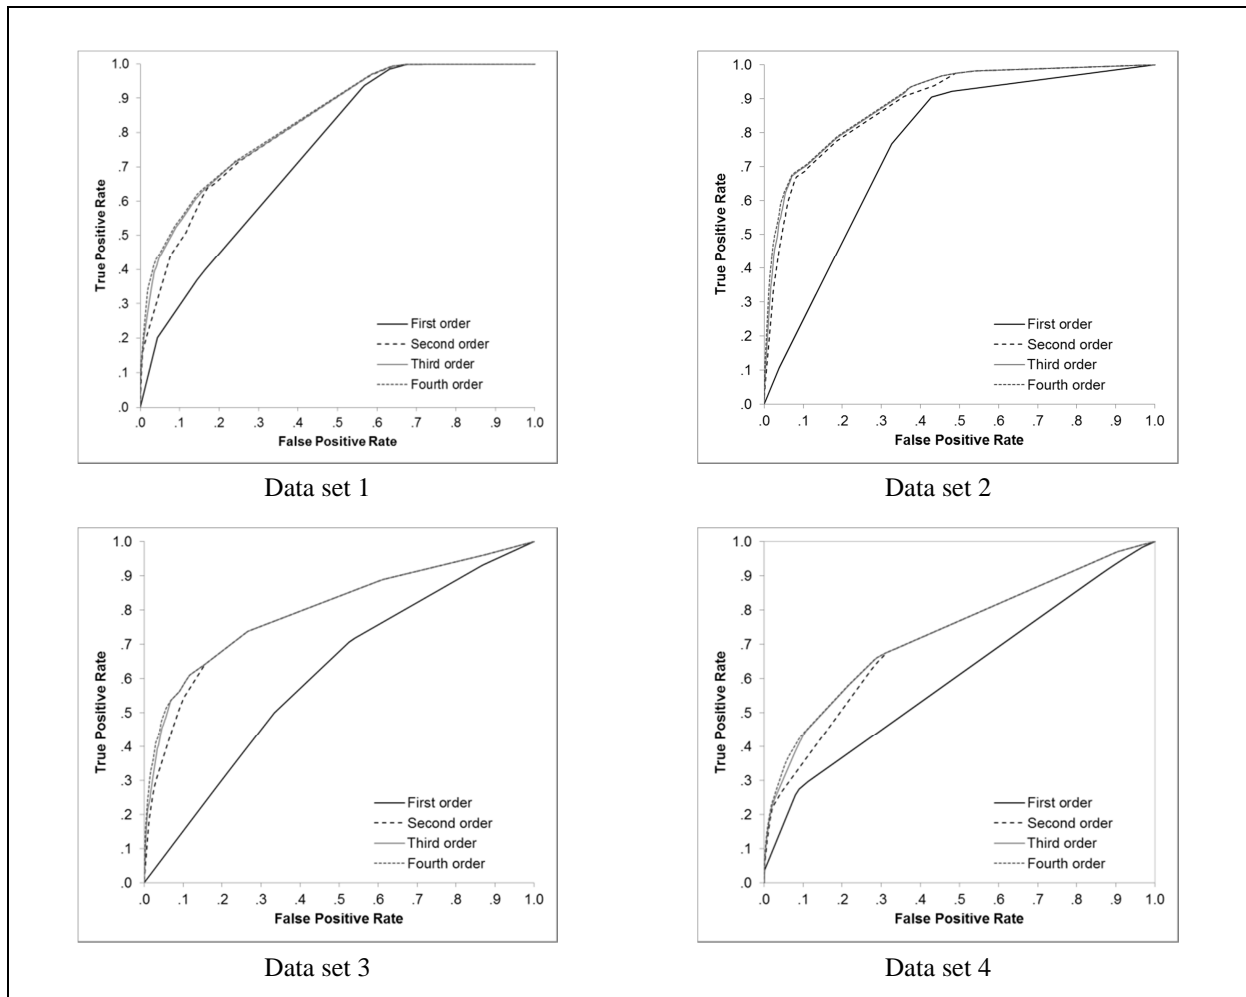 1.0
.9
.8
.7
.6
.5
.4
.3
.2
.1
.0
True Positive Rate
First order
Second order
Third order
Fourth order
.0 .1 .2 .3 .4 .5 .6 .7 .8 .9 1.0
False Positive Rate
Data set 1
1.0
.9
.8
.7
.6
.5
.4
.3
.2
.1
.0
True Positive Rate
First order
Second order
Third order
Fourth order
.0 .1 .2 .3 .4 .5 .6 .7 .8 .9 1.0
False Positive Rate
Data set 2
1.0
.9
.8
.7
.6
.5
.4
.3
.2
.1
.0
True Positive Rate
First order
Second order
Third order
Fourth order
.0 .1 .2 .3 .4 .5 .6 .7 .8 .9 1.0
False Positive Rate
Data set 3
1.0
.9
.8
.7
.6
.5
.4
.3
.2
.1
.0
True Positive Rate
First order
Second order
Third order
Fourth order
.0 .1 .2 .3 .4 .5 .6 .7 .8 .9 1.0
False Positive Rate
Data set 4